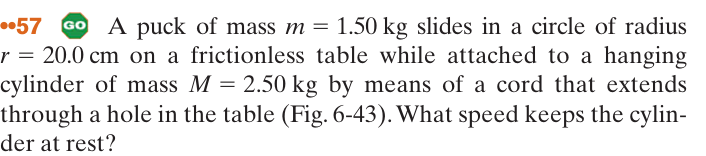 ••57 GO A puck of mass m = 1.50 kg slides in a circle of radius
r = 20.0 cm on a frictionless table while attached to a hanging
cylinder of mass M = 2.50 kg by means of a cord that extends
through a hole in the table (Fig. 6-43). What speed keeps the cylin-
der at rest?